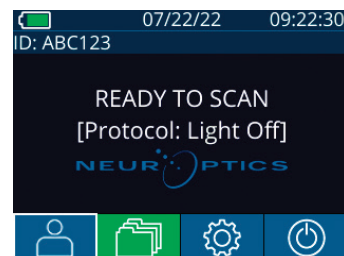 07/22/22 09:22:30
ID: ABC123
READY TO SCAN
[Protocol: Light Off]
NEUROPTICS